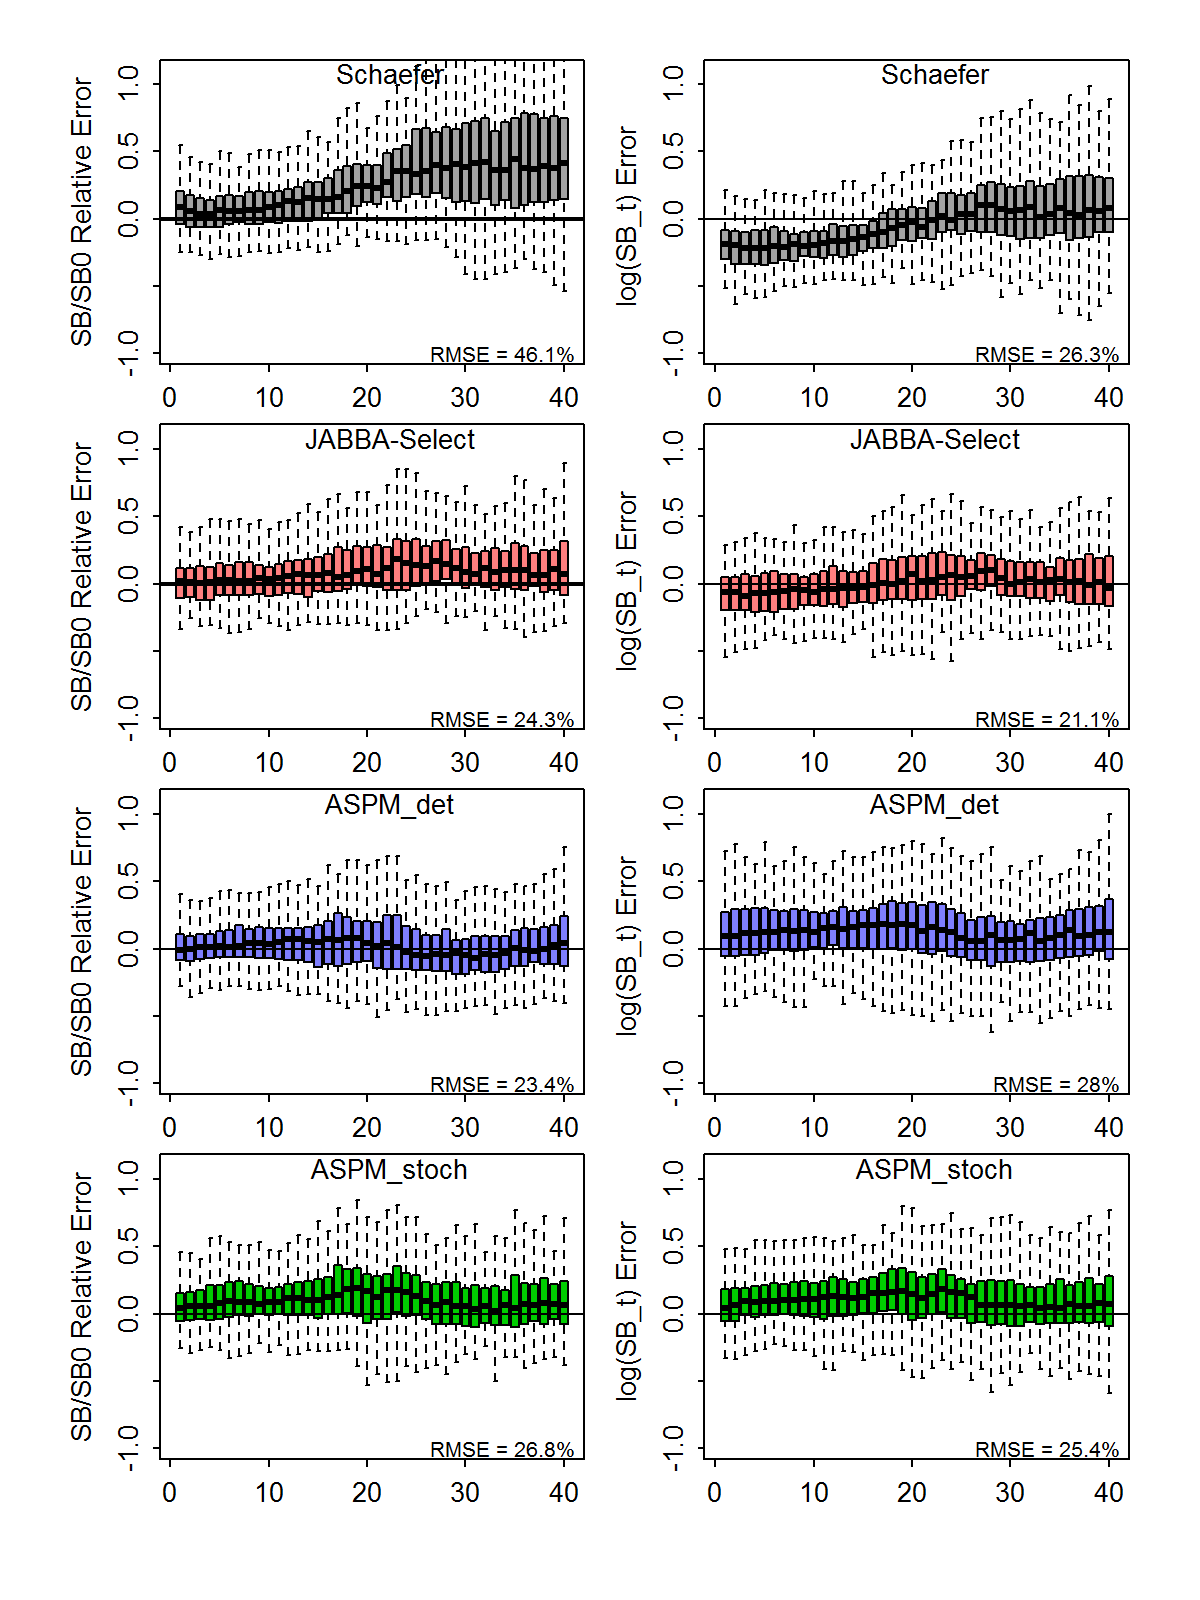 Schaefer
SB/SB0 Relative Error
-1.0 0.0 0.5 1.0
RMSE = 46.1%
0 10 20 30 40
Schaefer
log(SB_t) Error
-1.0 0.0 0.5 1.0
RMSE = 26.3%
0 10 20 30 40
JABBA-Select
SB/SB0 Relative Error
-1.0 0.0 0.5 1.0
RMSE = 24.3%
0 10 20 30 40
JABBA-Select
log(SB_t) Error
-1.0 0.0 0.5 1.0
RMSE = 21.1%
0 10 20 30 40
ASPM_det
SB/SB0 Relative Error
-1.0 0.0 0.5 1.0
RMSE = 23.4%
0 10 20 30 40
ASPM_det
log(SB_t) Error
-1.0 0.0 0.5 1.0
RMSE = 28%
0 10 20 30 40
ASPM_stoch
SB/SB0 Relative Error
-1.0 0.0 0.5 1.0
RMSE = 26.8%
0 10 20 30 40
ASPM_stoch
log(SB_t) Error
-1.0 0.0 0.5 1.0
RMSE = 25.4%
0 10 20 30 40